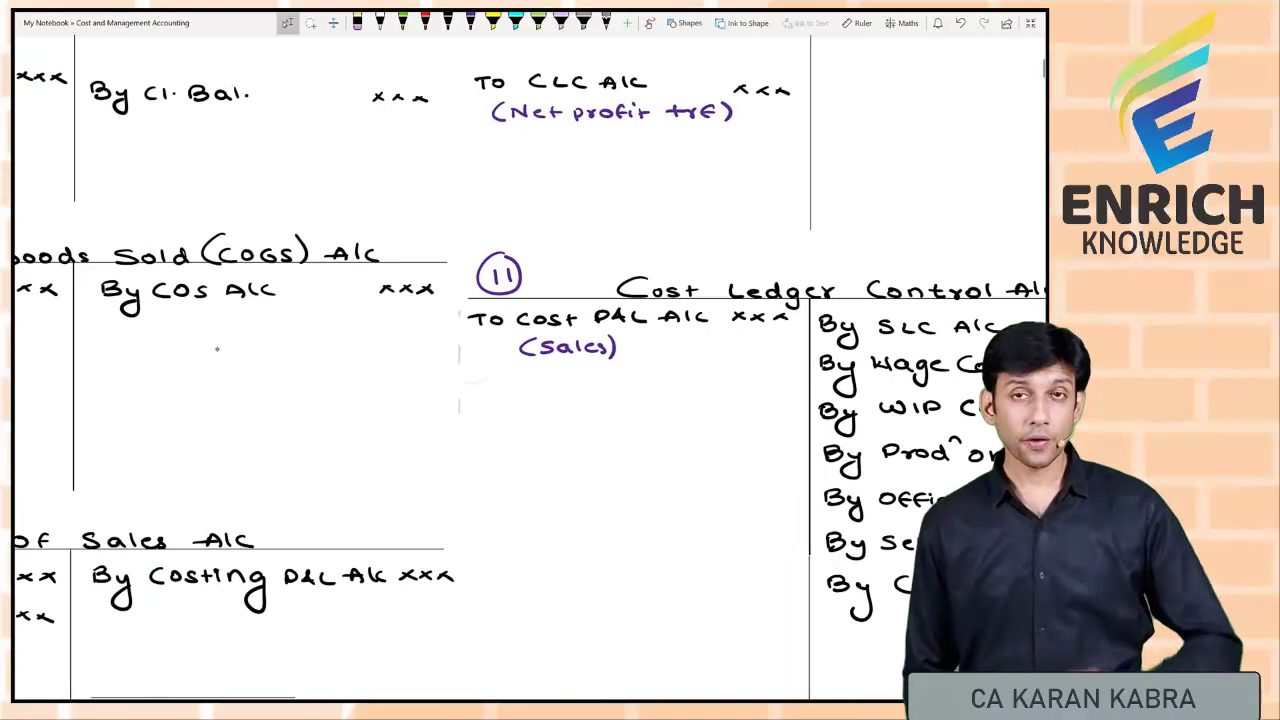 My Notebook » Cost and Management Accounting
Shapes
Ink to Shape
Ink to Text
Ruler
Maths
xxx
By Cl. Bal. xxx
To CLC A/c xxx
(Net profit trf)
oods Sold (COGS) A/c
xx
By COS A/c xxx
11
Cost Ledger Control A/c
To Cost P&L A/c xxx
(Sales)
By SLC A/c
By Wage Co
By WIP C
By Prod^n o
By Offi
By Se
By C
of Sales A/c
xx
By Costing P&L A/c xxx
xx
ENRICH
KNOWLEDGE
CA KARAN KABRA